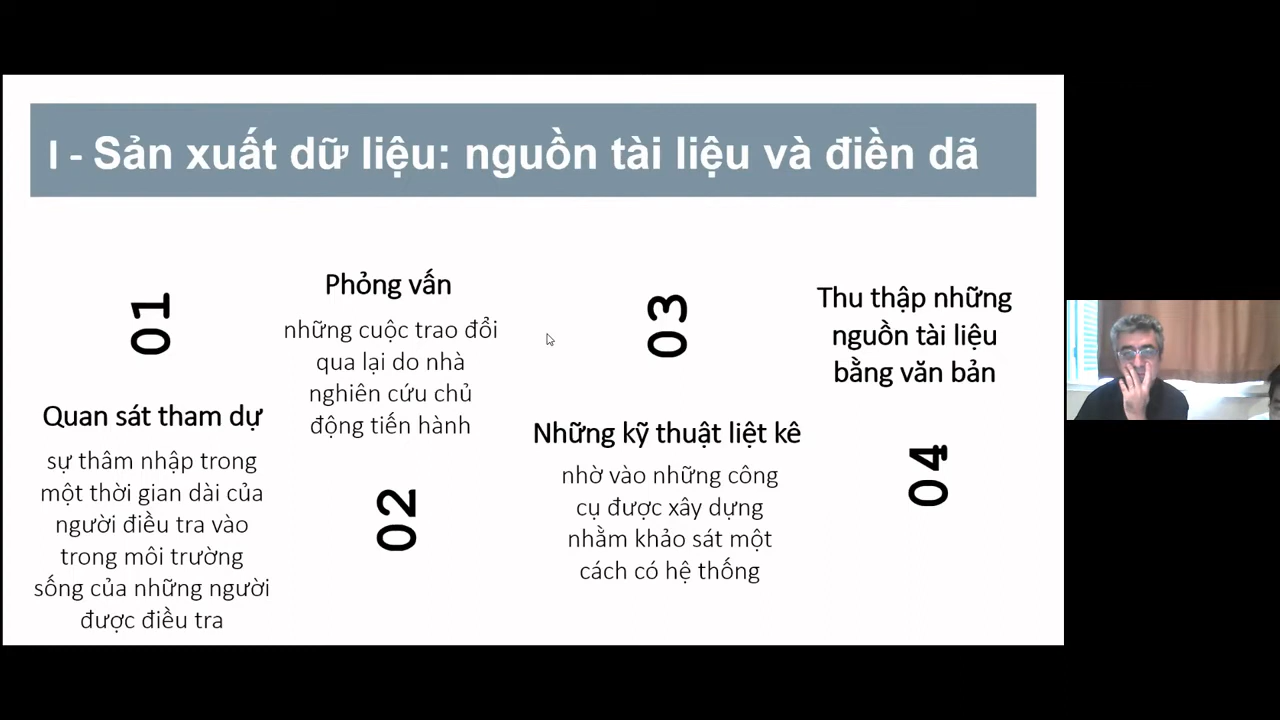 I - Sản xuất dữ liệu: nguồn tài liệu và điền dã
01
Quan sát tham dự
sự thâm nhập trong
một thời gian dài của
người điều tra vào
trong môi trường
sống của những người
được điều tra
Phỏng vấn
những cuộc trao đổi
qua lại do nhà
nghiên cứu chủ
động tiến hành
02
03
Những kỹ thuật liệt kê
nhờ vào những công
cụ được xây dựng
nhằm khảo sát một
cách có hệ thống
Thu thập những
nguồn tài liệu
bằng văn bản
04